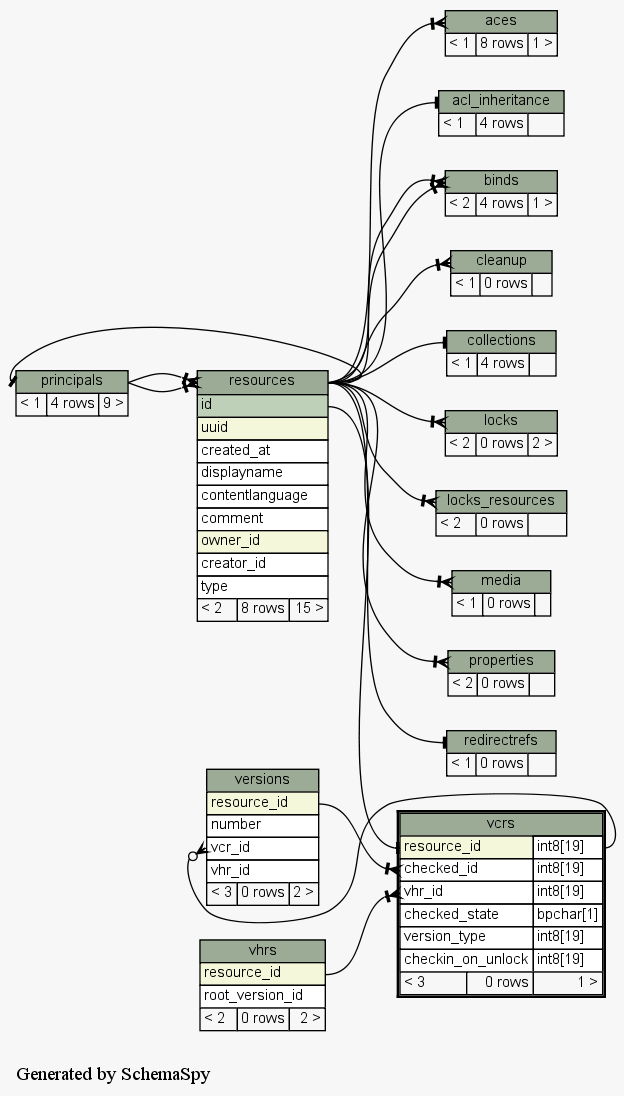 aces
< 1 8 rows 1 >
acl_inheritance
< 1 4 rows
binds
< 2 4 rows 1 >
cleanup
< 1 0 rows
collections
< 1 4 rows
principals
< 1 4 rows 9 >
resources
id
uuid
created_at
displayname
contentlanguage
comment
owner_id
creator_id
type
< 2 8 rows 15 >
locks
< 2 0 rows 2 >
locks_resources
< 2 0 rows
media
< 1 0 rows
properties
< 2 0 rows
redirectrefs
< 1 0 rows
versions
resource_id
number
vcr_id
vhr_id
< 3 0 rows 2 >
vcrs
resource_id int8[19]
checked_id int8[19]
vhr_id int8[19]
checked_state bpchar[1]
version_type int8[19]
checkin_on_unlock int8[19]
< 3 0 rows 1 >
vhrs
resource_id
root_version_id
< 2 0 rows 2 >
Generated by SchemaSpy